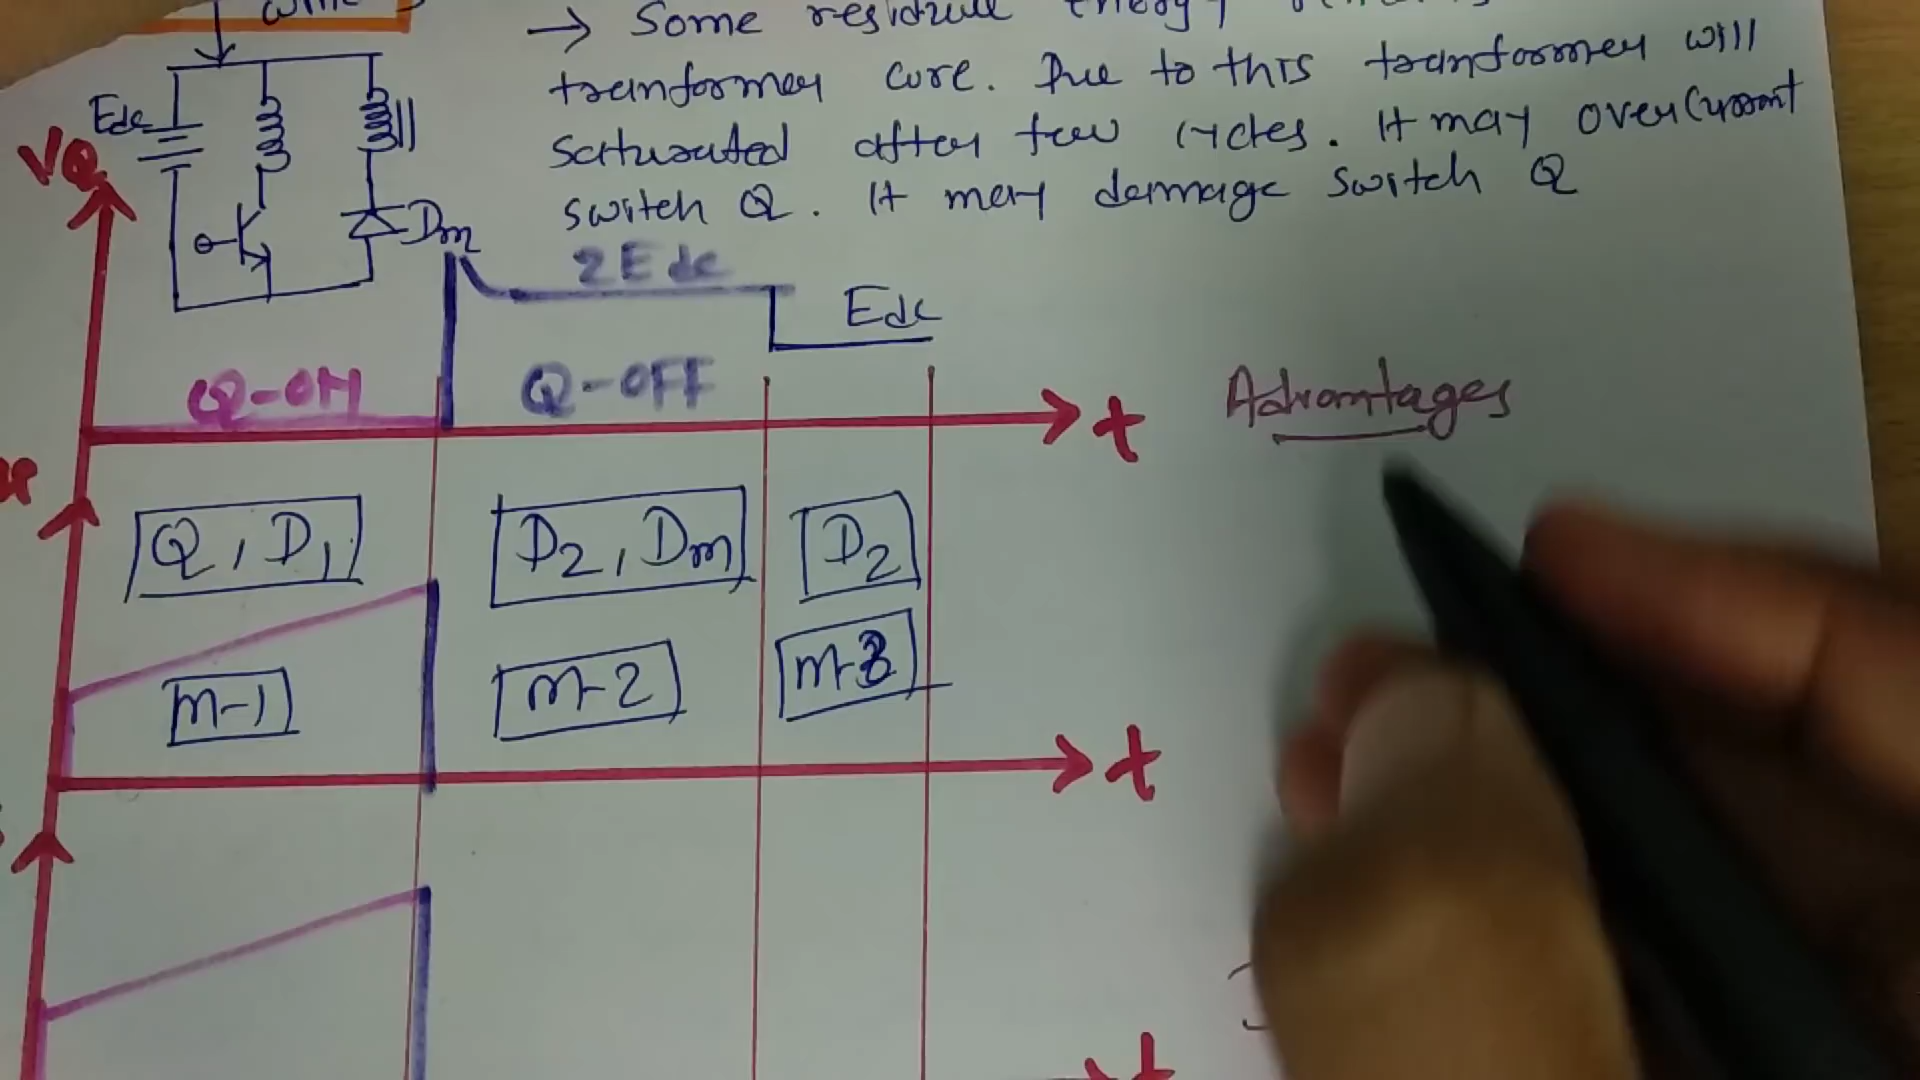 → Some residual energy
Edc
transformer core. Due to this transformer will
VQ
saturated after few cycles. It may overcurrent
switch Q. It may damage switch Q
Dm
2Edc
Edc
Q-ON
Q-OFF
t
Advantages
Q, D1
D2, Dm
D2
m-1
m-2
m-3
t
t